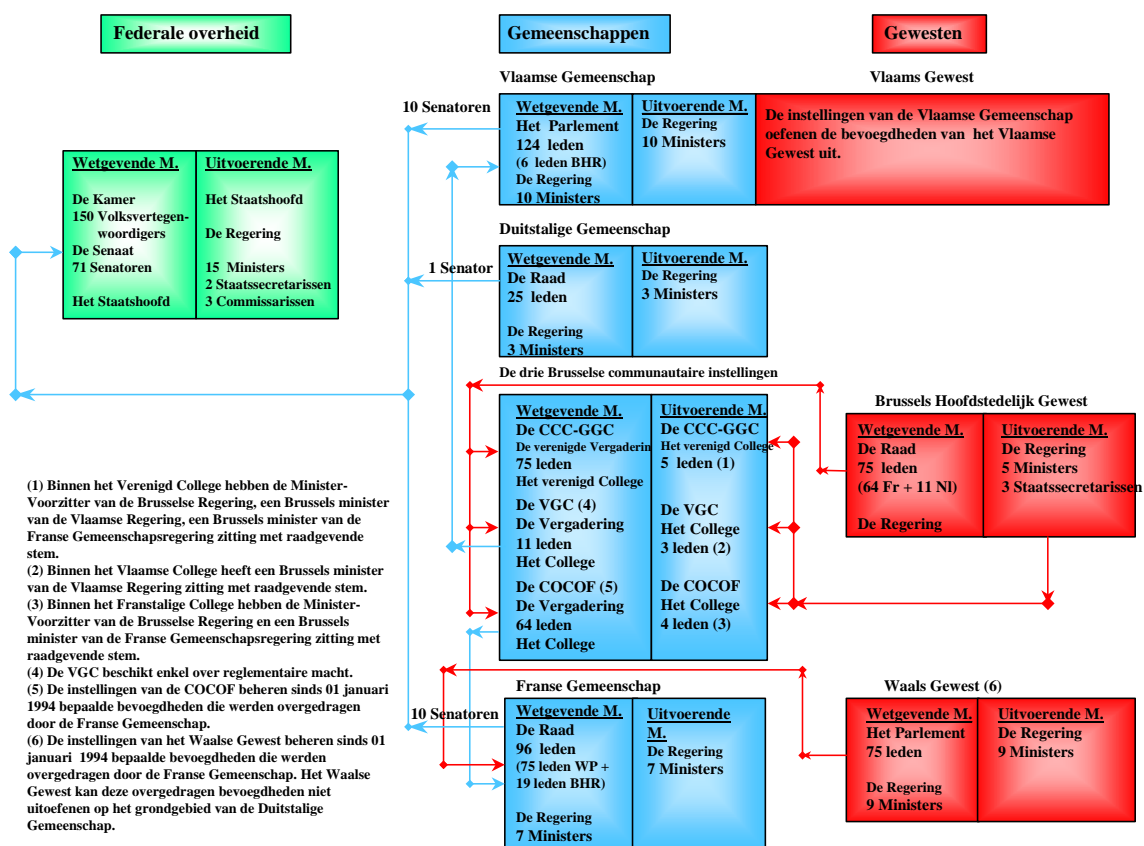 Federale overheid
Gemeenschappen
Gewesten
Vlaamse Gemeenschap
Vlaams Gewest
10 Senatoren
Wetgevende M.
Het Parlement
124 leden
(6 leden BHR)
De Regering
10 Ministers
Uitvoerende M.
De Regering
10 Ministers
De instellingen van de Vlaamse Gemeenschap
oefenen de bevoegdheden van het Vlaamse
Gewest uit.
Wetgevende M.
De Kamer
150 Volksvertegen-
woordigers
De Senaat
71 Senatoren
Het Staatshoofd
Uitvoerende M.
Het Staatshoofd
De Regering
15 Ministers
2 Staatssecretarissen
3 Commissarissen
Duitstalige Gemeenschap
1 Senator
Wetgevende M.
De Raad
25 leden
De Regering
3 Ministers
Uitvoerende M.
De Regering
3 Ministers
De drie Brusselse communautaire instellingen
Wetgevende M.
De CCC-GGC
De verenigde Vergaderin
75 leden
Het verenigd College
De VGC (4)
De Vergadering
11 leden
Het College
De COCOF (5)
De Vergadering
64 leden
Het College
Uitvoerende M.
De CCC-GGC
Het verenigd College
5 leden (1)
De VGC
Het College
3 leden (2)
De COCOF
Het College
4 leden (3)
Brussels Hoofdstedelijk Gewest
Wetgevende M.
De Raad
75 leden
(64 Fr + 11 Nl)
De Regering
Uitvoerende M.
De Regering
5 Ministers
3 Staatssecretarissen
(1) Binnen het Verenigd College hebben de Minister-
Voorzitter van de Brusselse Regering, een Brussels minister
van de Vlaamse Regering, een Brussels minister van de
Franse Gemeenschapsregering zitting met raadgevende
stem.
(2) Binnen het Vlaamse College heeft een Brussels minister
van de Vlaamse Regering zitting met raadgevende stem.
(3) Binnen het Franstalige College hebben de Minister-
Voorzitter van de Brusselse Regering en een Brussels
minister van de Franse Gemeenschapsregering zitting met
raadgevende stem.
(4) De VGC beschikt enkel over reglementaire macht.
(5) De instellingen van de COCOF beheren sinds 01 januari
1994 bepaalde bevoegdheden die werden overgedragen
door de Franse Gemeenschap.
(6) De instellingen van het Waalse Gewest beheren sinds 01
januari 1994 bepaalde bevoegdheden die werden
overgedragen door de Franse Gemeenschap. Het Waalse
Gewest kan deze overgedragen bevoegdheden niet
uitoefenen op het grondgebied van de Duitstalige
Gemeenschap.
Franse Gemeenschap
10 Senatoren
Wetgevende M.
De Raad
96 leden
(75 leden WP +
19 leden BHR)
De Regering
7 Ministers
Uitvoerende
M.
De Regering
7 Ministers
Waals Gewest (6)
Wetgevende M.
Het Parlement
75 leden
De Regering
9 Ministers
Uitvoerende M.
De Regering
9 Ministers